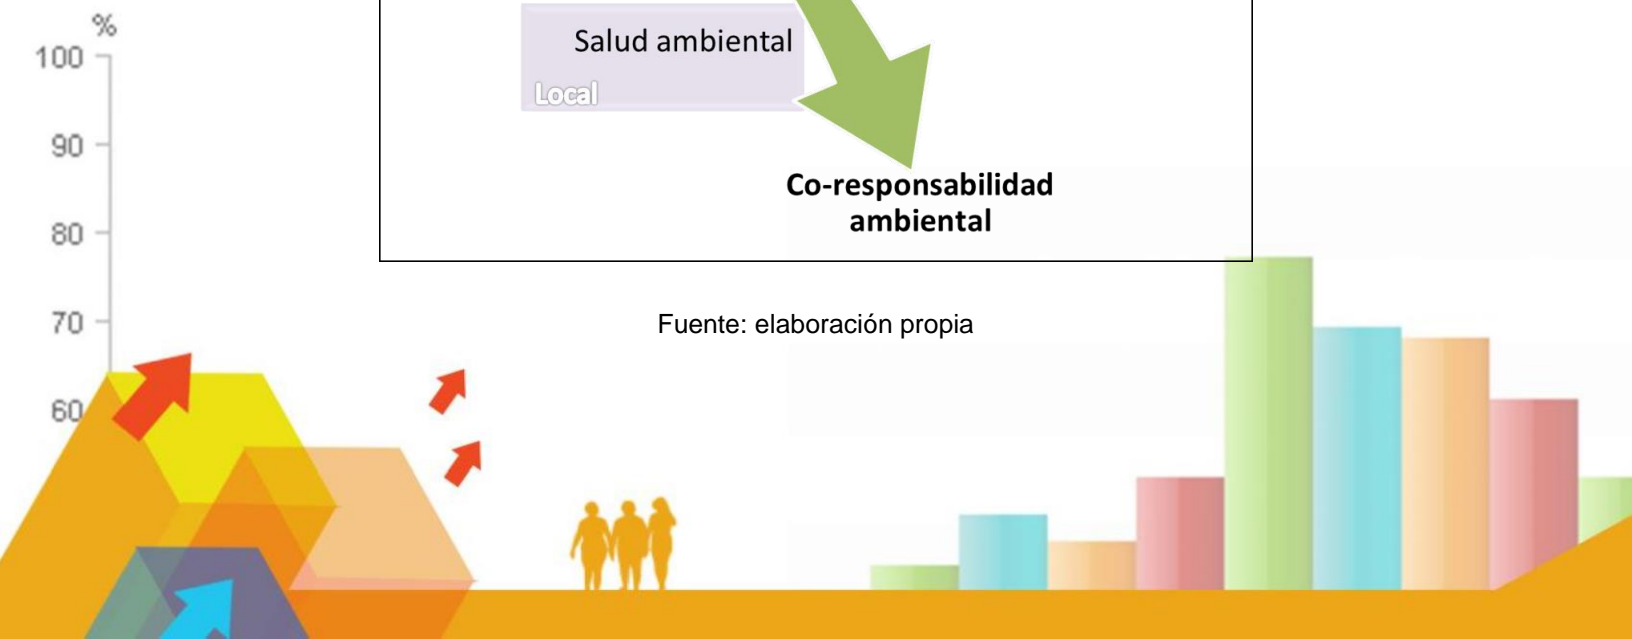 %
100
90
80
70
60
Salud ambiental
Local
Co-responsabilidad
ambiental
Fuente: elaboración propia